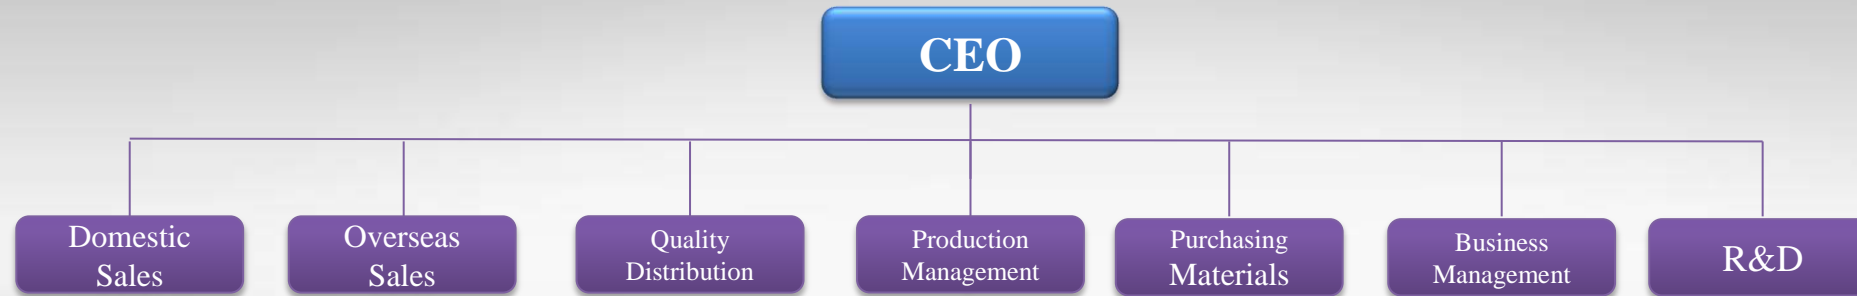 CEO
Domestic
Sales
Overseas
Sales
Quality
Distribution
Production
Management
Purchasing
Materials
Business
Management
R&D